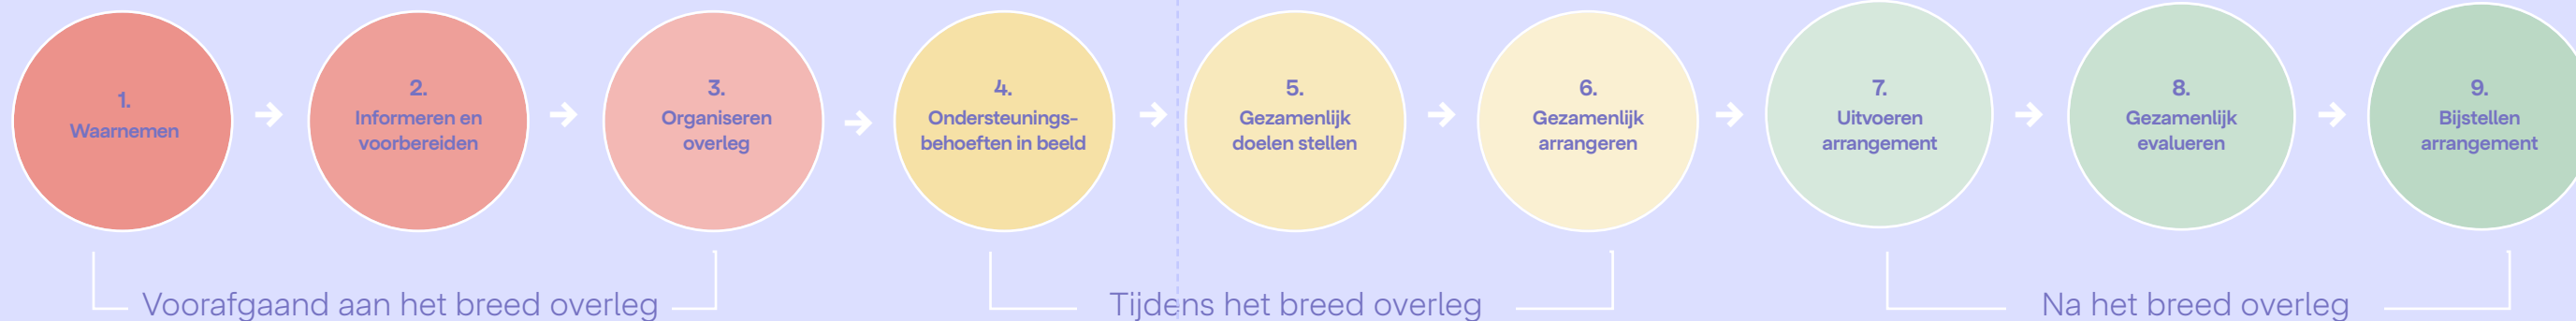 1.
Waarnemen
2.
Informeren en
voorbereiden
3.
Organiseren
overleg
4.
Ondersteunings-
behoeften in beeld
5.
Gezamenlijk
doelen stellen
6.
Gezamenlijk
arrangeren
7.
Uitvoeren
arrangement
8.
Gezamenlijk
evalueren
9.
Bijstellen
arrangement
Voorafgaand aan het breed overleg
Tijdens het breed overleg
Na het breed overleg